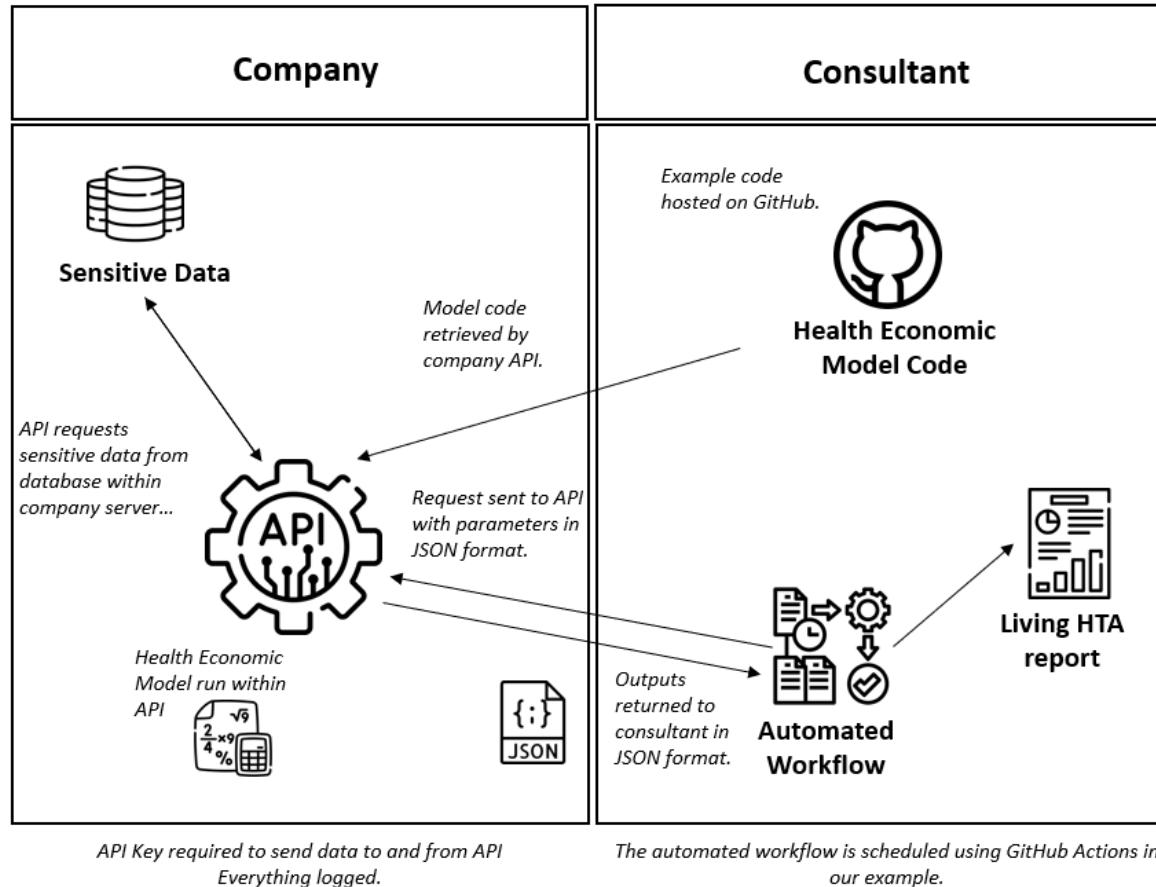 Company
Consultant
Sensitive Data
Example code
hosted on GitHub.
Health Economic
Model Code
Model code
retrieved by
company API.
API requests
sensitive data from
database within
company server...
API
Request sent to API
with parameters in
JSON format.
Health Economic
Model run within
API
√9
2/4 ×9
%
{;}
JSON
Outputs
returned to
consultant in
JSON format.
Automated
Workflow
Living HTA
report
API Key required to send data to and from API
Everything logged.
The automated workflow is scheduled using GitHub Actions in
our example.